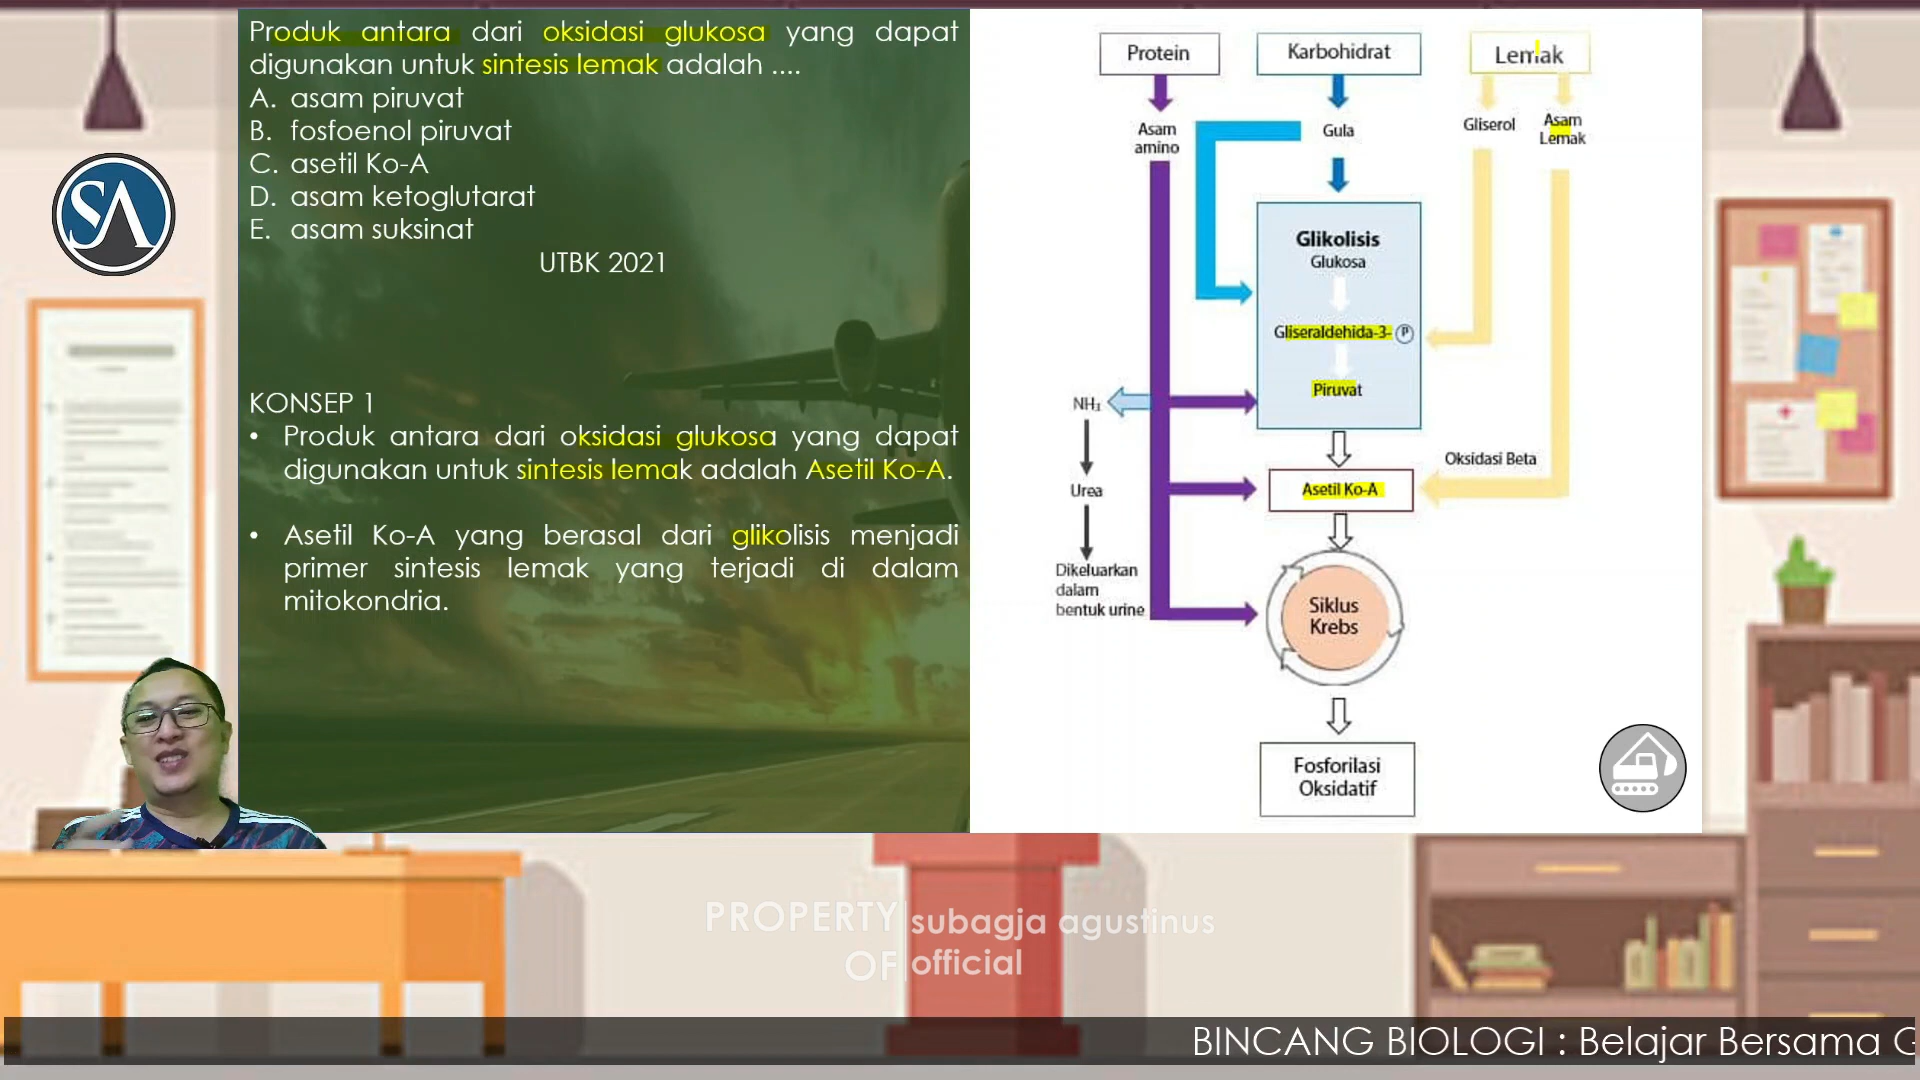 Produk antara dari oksidasi glukosa yang dapat
digunakan untuk sintesis lemak adalah ....
A. asam piruvat
B. fosfoenol piruvat
C. asetil Ko-A
D. asam ketoglutarat
E. asam suksinat
UTBK 2021
KONSEP 1
• Produk antara dari oksidasi glukosa yang dapat
digunakan untuk sintesis lemak adalah Asetil Ko-A.
• Asetil Ko-A yang berasal dari glikolisis menjadi
primer sintesis lemak yang terjadi di dalam
mitokondria.
SA
Protein
Karbohidrat
Lemak
Asam
amino
Gula
Gliserol
Asam
Lemak
Glikolisis
Glukosa
Gliseraldehida-3- P
Piruvat
NH₃
Oksidasi Beta
Urea
Asetil Ko-A
Dikeluarkan
dalam
bentuk urine
Siklus
Krebs
Fosforilasi
Oksidatif
PROPERTY
OF
subagja agustinus
official
BINCANG BIOLOGI : Belajar Bersama G